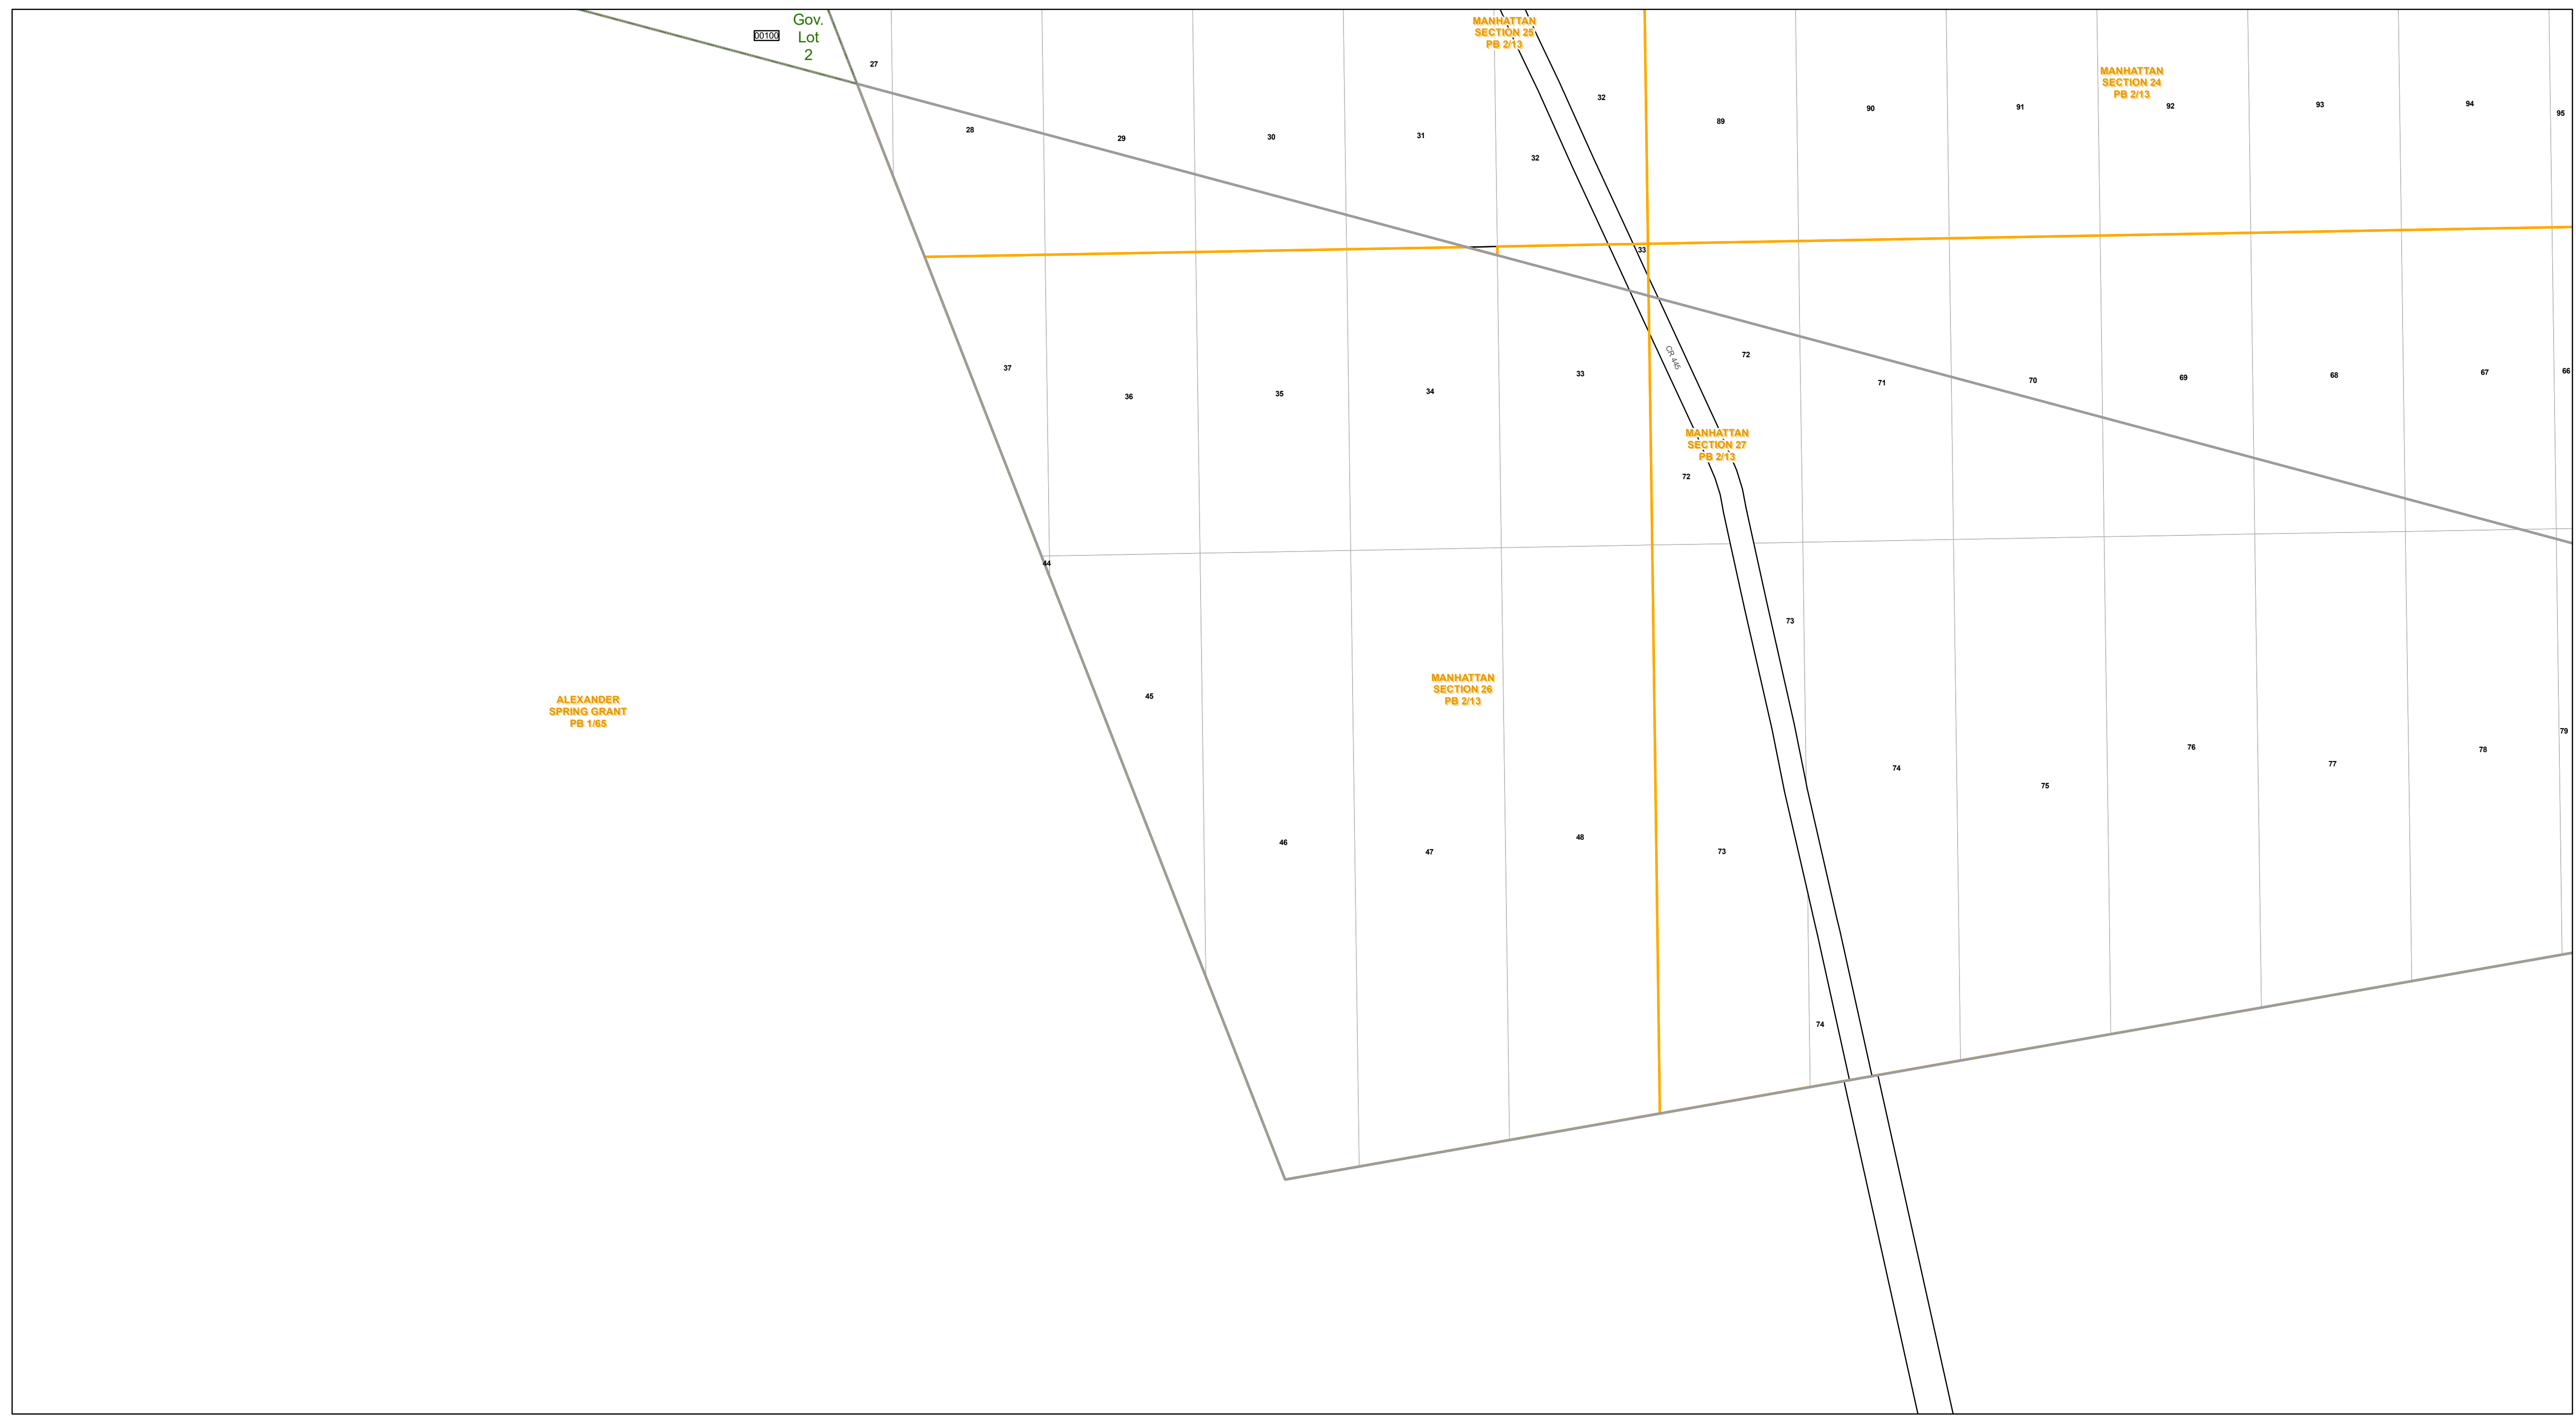 Gov.
Lot
2
00100
MANHATTAN
SECTION 25
PB 2/13
MANHATTAN
SECTION 24
PB 2/13
27
28
29
30
31
32
32
89
90
91
92
93
94
95
33
37
36
35
34
33
CR 445
72
71
70
69
68
67
66
MANHATTAN
SECTION 27
PB 2/13
72
44
45
ALEXANDER
SPRING GRANT
PB 1/65
MANHATTAN
SECTION 26
PB 2/13
73
46
47
48
73
74
75
76
77
78
79
74